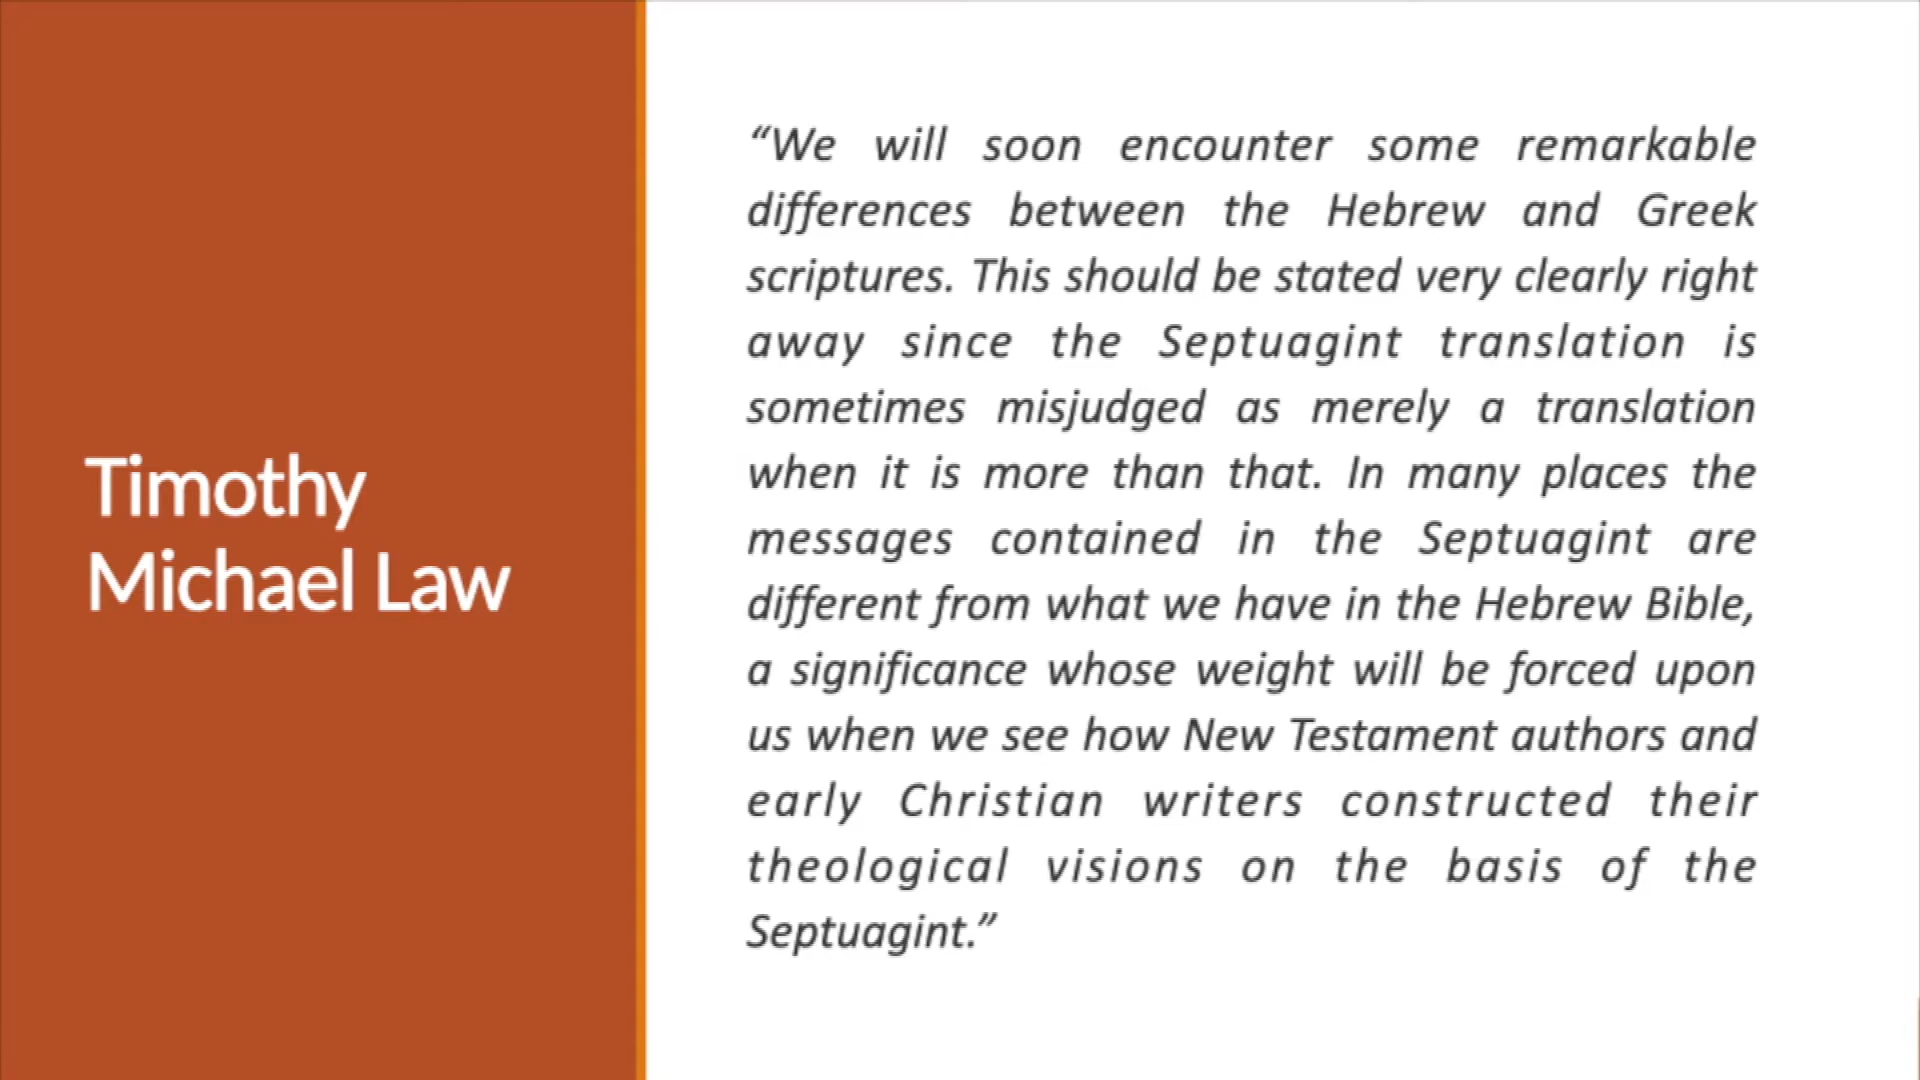 Timothy
Michael Law
“We will soon encounter some remarkable
differences between the Hebrew and Greek
scriptures. This should be stated very clearly right
away since the Septuagint translation is
sometimes misjudged as merely a translation
when it is more than that. In many places the
messages contained in the Septuagint are
different from what we have in the Hebrew Bible,
a significance whose weight will be forced upon
us when we see how New Testament authors and
early Christian writers constructed their
theological visions on the basis of the
Septuagint.”